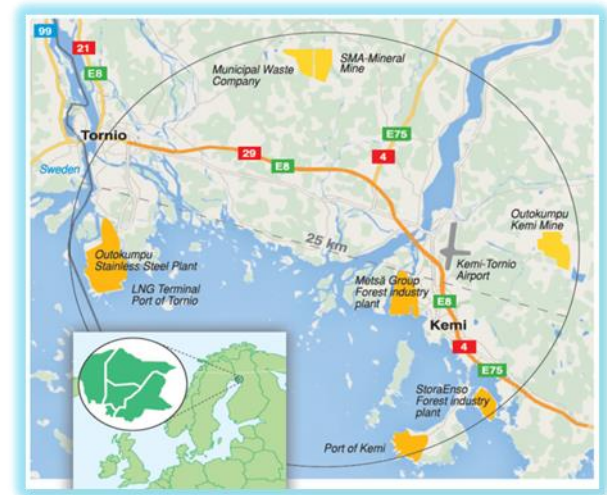 99
21
E8
Municipal Waste
Company
SMA-Mineral
Mine
Tornio
29
E8
E75
4
Sweden
25 km
Outokumpu
Kemi Mine
Outokumpu
Stainless Steel Plant
LNG Terminal
Port of Tornio
Kemi-Tornio
Airport
Metsä Group
Forest industry
plant
E8
Kemi
4
E75
StoraEnso
Forest industry
plant
Port of Kemi